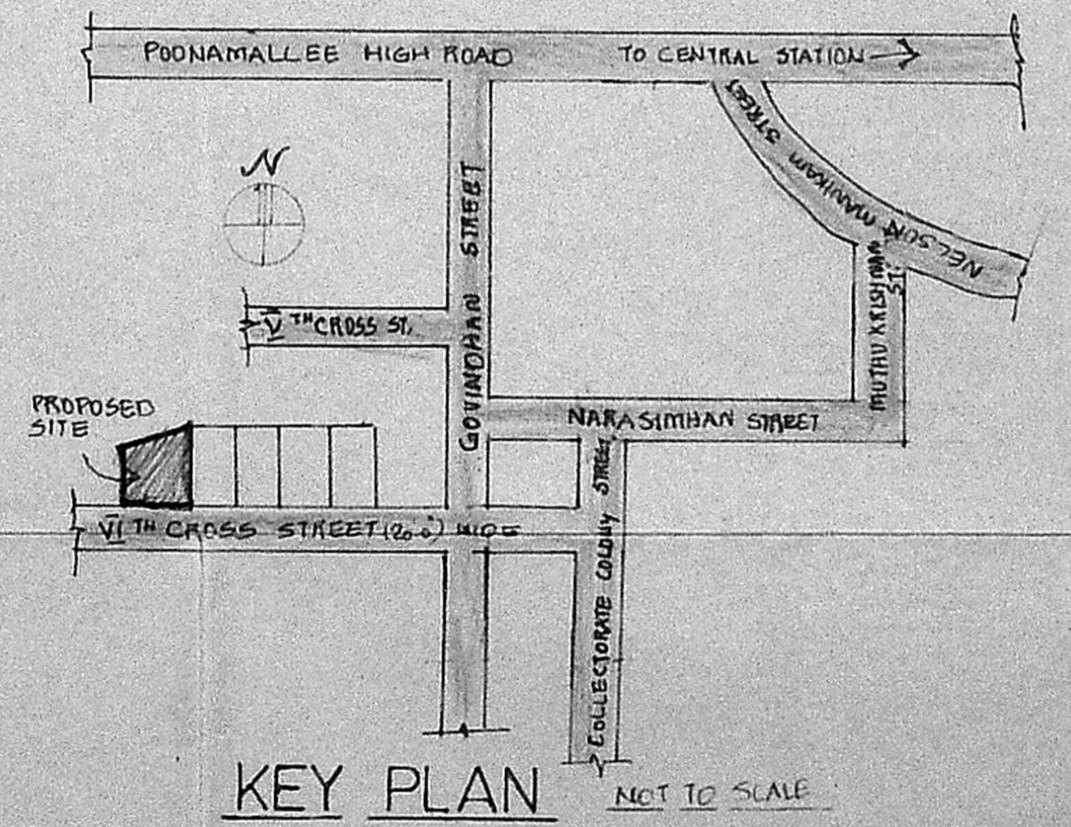 POONAMALLEE HIGH ROAD
TO CENTRAL STATION
N
NELSON MANIKAM STREET
STREET
GOVINDHAN STREET
V TH CROSS ST.
MUTHU KRISHNAN ST.
PROPOSED
SITE
NARASIMHAN STREET
COLLECTORATE COLONY STREET
VI TH CROSS STREET (20'-0") WIDE
KEY PLAN
NOT TO SCALE